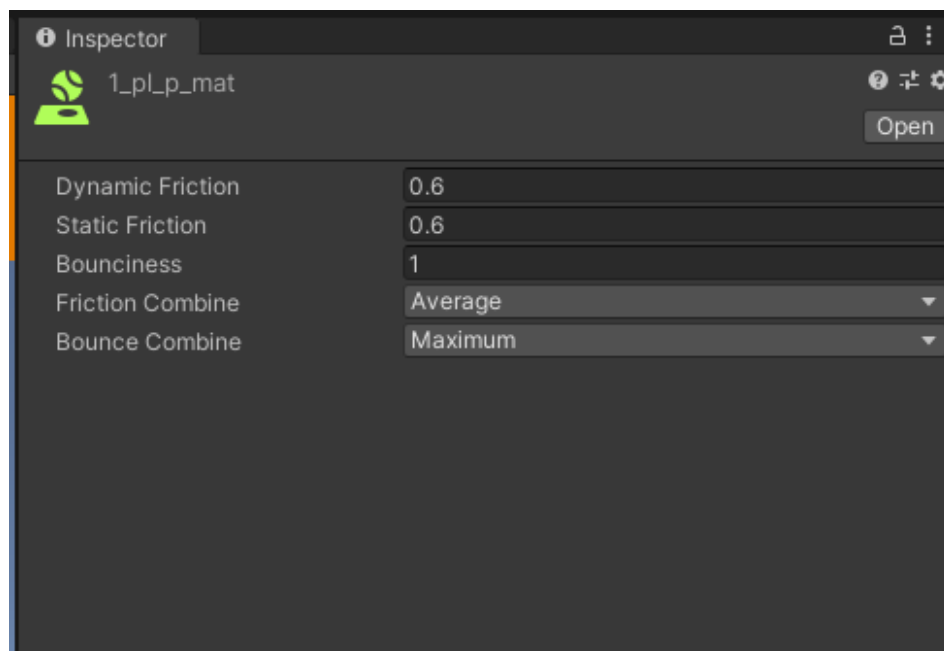 Inspector
1_pl_p_mat
Open
Dynamic Friction 0.6
Static Friction 0.6
Bounciness 1
Friction Combine Average
Bounce Combine Maximum